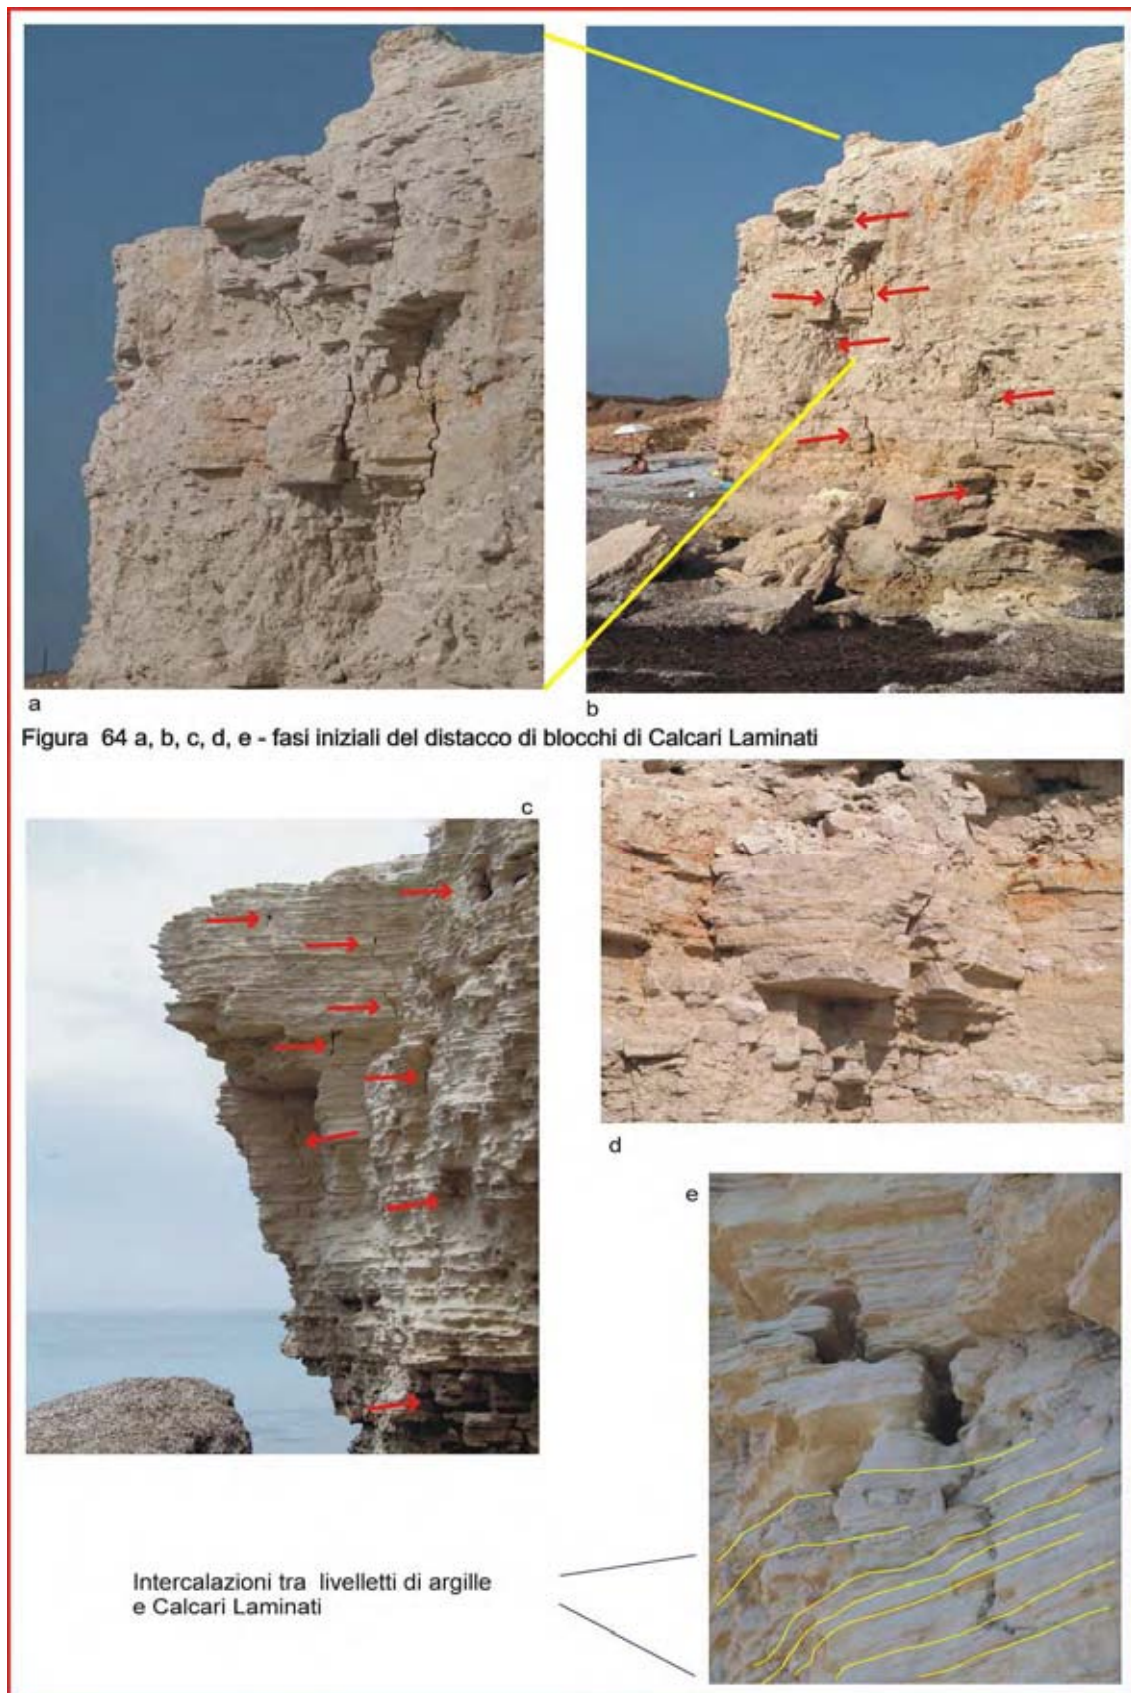 a
b
Figura 64 a, b, c, d, e - fasi iniziali del distacco di blocchi di Calcari Laminati
c
d
e
Intercalazioni tra livelletti di argille
e Calcari Laminati